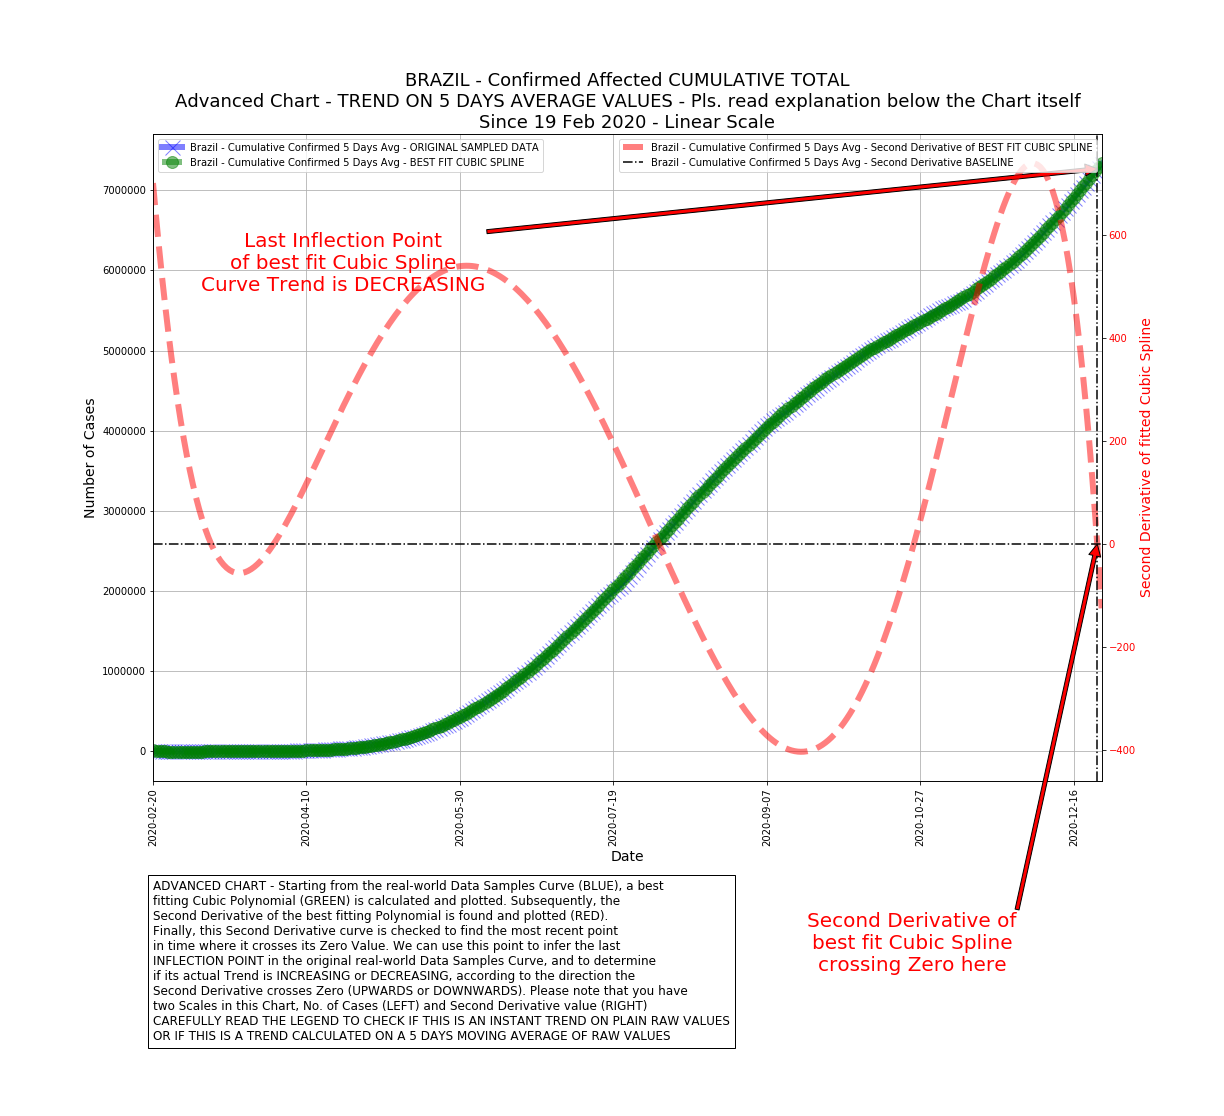 BRAZIL - Confirmed Affected CUMULATIVE TOTAL
Advanced Chart - TREND ON 5 DAYS AVERAGE VALUES - Pls. read explanation below the Chart itself
Since 19 Feb 2020 - Linear Scale
Brazil - Cumulative Confirmed 5 Days Avg - ORIGINAL SAMPLED DATA
Brazil - Cumulative Confirmed 5 Days Avg - BEST FIT CUBIC SPLINE
Brazil - Cumulative Confirmed 5 Days Avg - Second Derivative of BEST FIT CUBIC SPLINE
Brazil - Cumulative Confirmed 5 Days Avg - Second Derivative BASELINE
Last Inflection Point
of best fit Cubic Spline
Curve Trend is DECREASING
Number of Cases
7000000
6000000
5000000
4000000
3000000
2000000
1000000
0
Second Derivative of fitted Cubic Spline
600
400
200
0
−200
−400
2020-02-20
2020-04-10
2020-05-30
2020-07-19
2020-09-07
2020-10-27
2020-12-16
Date
ADVANCED CHART - Starting from the real-world Data Samples Curve (BLUE), a best
fitting Cubic Polynomial (GREEN) is calculated and plotted. Subsequently, the
Second Derivative of the best fitting Polynomial is found and plotted (RED).
Finally, this Second Derivative curve is checked to find the most recent point
in time where it crosses its Zero Value. We can use this point to infer the last
INFLECTION POINT in the original real-world Data Samples Curve, and to determine
if its actual Trend is INCREASING or DECREASING, according to the direction the
Second Derivative crosses Zero (UPWARDS or DOWNWARDS). Please note that you have
two Scales in this Chart, No. of Cases (LEFT) and Second Derivative value (RIGHT)
CAREFULLY READ THE LEGEND TO CHECK IF THIS IS AN INSTANT TREND ON PLAIN RAW VALUES
OR IF THIS IS A TREND CALCULATED ON A 5 DAYS MOVING AVERAGE OF RAW VALUES
Second Derivative of
best fit Cubic Spline
crossing Zero here